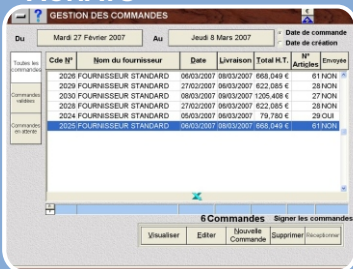 GESTION DES COMMANDES
Du Mardi 27 Février 2007 Au Jeudi 8 Mars 2007 Date de commande
Date de création
Toutes les commandes
Commandes validées
Commandes en attente
Cde N° Nom du fournisseur Date Livraison Total H.T. N° Articles Envoyée
2026 FOURNISSEUR STANDARD 06/03/2007 08/03/2007 668,049 € 61 NON
2029 FOURNISSEUR STANDARD 27/02/2007 08/03/2007 622,085 € 28 NON
2030 FOURNISSEUR STANDARD 08/03/2007 09/03/2007 1205,408 € 27 NON
2028 FOURNISSEUR STANDARD 27/02/2007 08/03/2007 622,085 € 28 NON
2024 FOURNISSEUR STANDARD 05/03/2007 06/03/2007 79,780 € 29 OUI
2025 FOURNISSEUR STANDARD 06/03/2007 08/03/2007 668,049 € 61 NON
6 Commandes Signer les commandes
Visualiser Editer Nouvelle Commande Supprimer Réceptionner